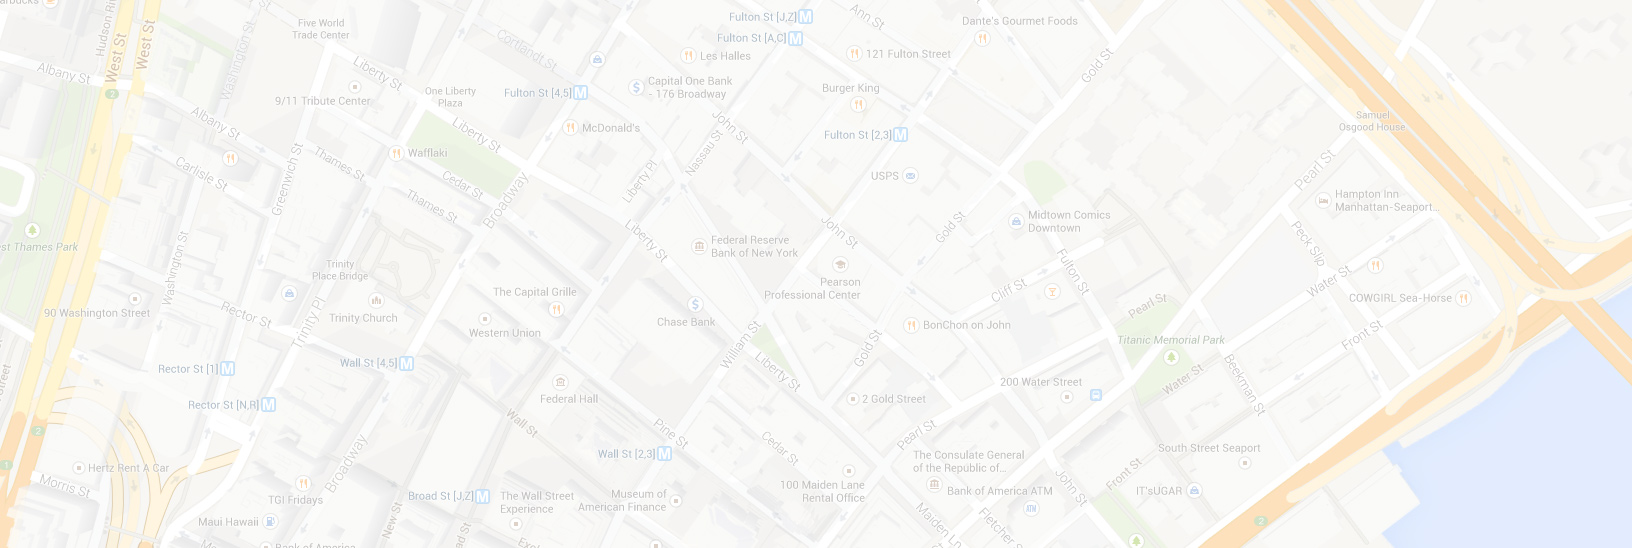 Five World
Trade Center
Hudson Riv
West St
West St
Washington St
Albany St
Liberty St
Cortlandt St
Fulton St [J,Z]
Fulton St [A,C]
Les Halles
Ann St
121 Fulton Street
Dante's Gourmet Foods
Gold St
9/11 Tribute Center
One Liberty
Plaza
Fulton St [4,5]
Capital One Bank
- 176 Broadway
Burger King
Samuel
Osgood House
Albany St
Liberty St
McDonald's
John St
Nassau St
Fulton St [2,3]
Wafflaki
Thames St
Carlisle St
Greenwich St
Cedar St
Thames St
Broadway
Liberty Pl
USPS
Pearl St
Hampton Inn
Manhattan-Seaport...
Midtown Comics
Downtown
Gold St
John St
Liberty St
Federal Reserve
Bank of New York
est Thames Park
Washington St
Trinity
Place Bridge
Pearson
Professional Center
Fulton St
Peck Slip
Water St
Cliff St
Pearl St
COWGIRL Sea-Horse
90 Washington Street
Rector St
Trinity Church
Trinity Pl
The Capital Grille
Western Union
Chase Bank
William St
BonChon on John
Gold St
Front St
Titanic Memorial Park
Rector St [1]
Wall St [4,5]
Liberty St
200 Water Street
Water St
Beekman St
Rector St [N,R]
Federal Hall
2 Gold Street
Wall St
Pine St
Cedar St
Pearl St
Wall St [2,3]
The Consulate General
of the Republic of...
South Street Seaport
Hertz Rent A Car
Morris St
Broadway
100 Maiden Lane
Rental Office
Front St
John St
IT'SUGAR
TGI Fridays
Broad St [J,Z]
The Wall Street
Experience
Museum of
American Finance
Bank of America ATM
Maui Hawaii
New St
Maiden Ln
Fletcher S
Bank of America